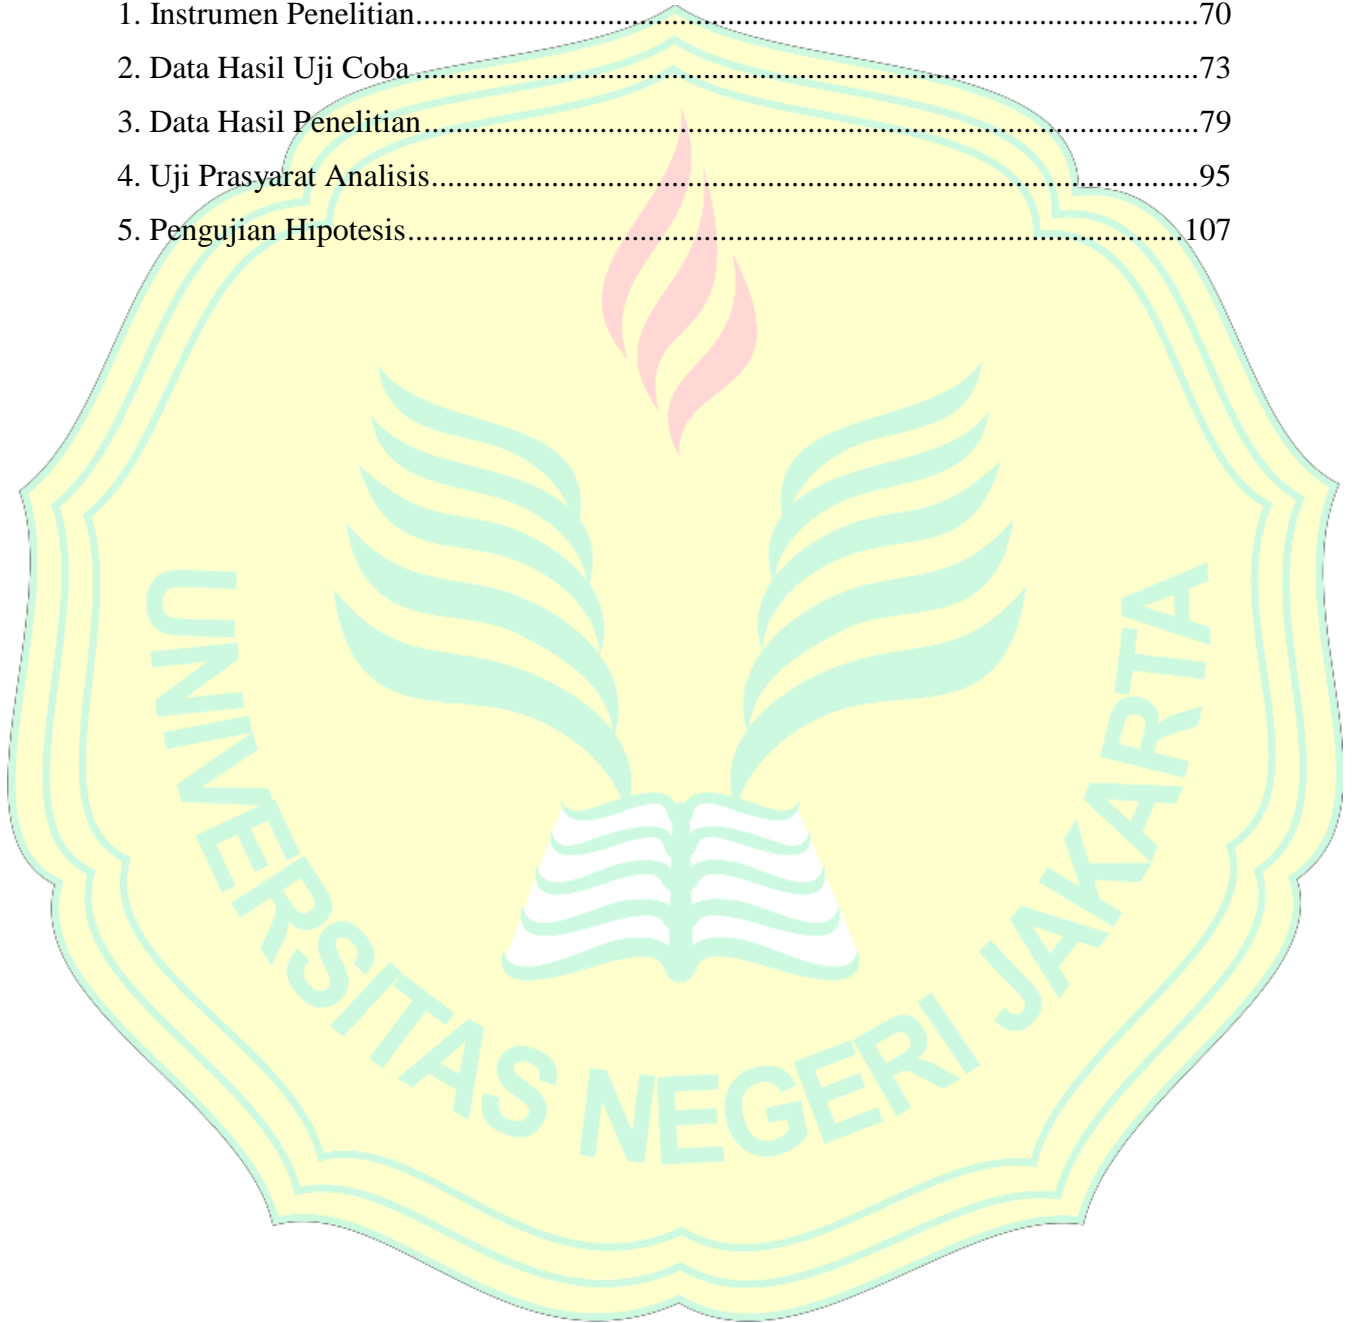 1. Instrumen Penelitian........................................................................................................70
2. Data Hasil Uji Coba........................................................................................................73
3. Data Hasil Penelitian........................................................................................................79
4. Uji Prasyarat Analisis........................................................................................................95
5. Pengujian Hipotesis........................................................................................................107
UNIVERSITAS NEGERI JAKARTA